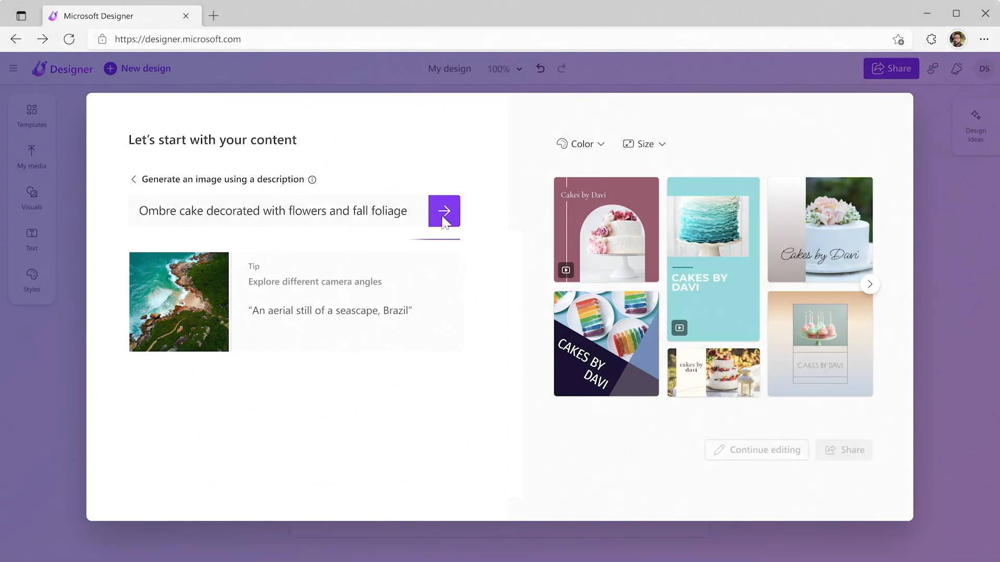 Microsoft Designer
https://designer.microsoft.com
Designer
New design
My design
100%
Share
DS
Templates
My media
Visuals
Text
Styles
Design
Ideas
Let’s start with your content
Generate an image using a description
Ombre cake decorated with flowers and fall foliage
Tip
Explore different camera angles
“An aerial still of a seascape, Brazil”
Color
Size
Cakes by Davi
CAKES BY
DAVI
Cakes by Davi
CAKES BY
DAVI
cakes by
davi
CAKES BY DAVI
Continue editing
Share